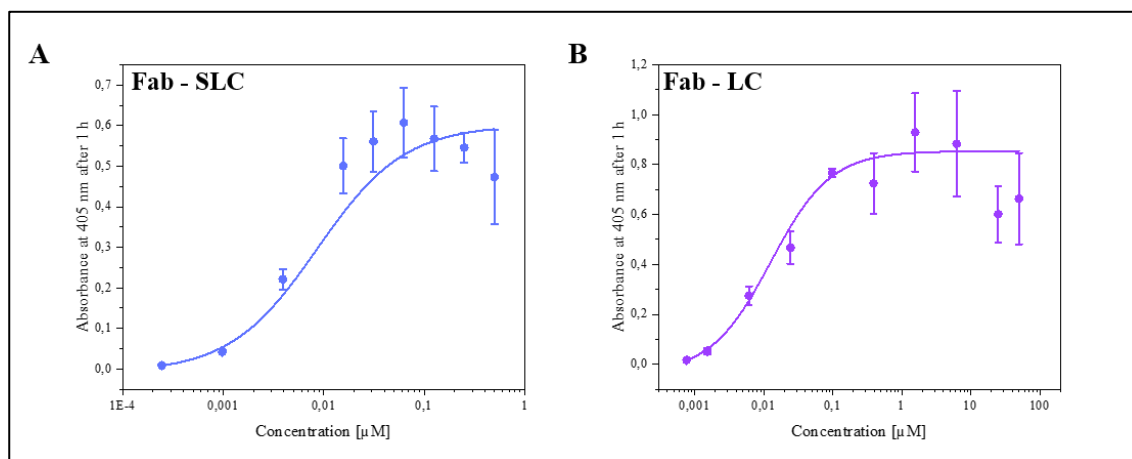 A
Fab - SLC
Absorbance at 405 nm after 1 h
0,7
0,6
0,5
0,4
0,3
0,2
0,1
0,0
1E-4
0,001
0,01
0,1
1
Concentration [µM]
B
Fab - LC
Absorbance at 405 nm after 1 h
1,2
1,0
0,8
0,6
0,4
0,2
0,0
0,001
0,01
0,1
1
10
100
Concentration [µM]